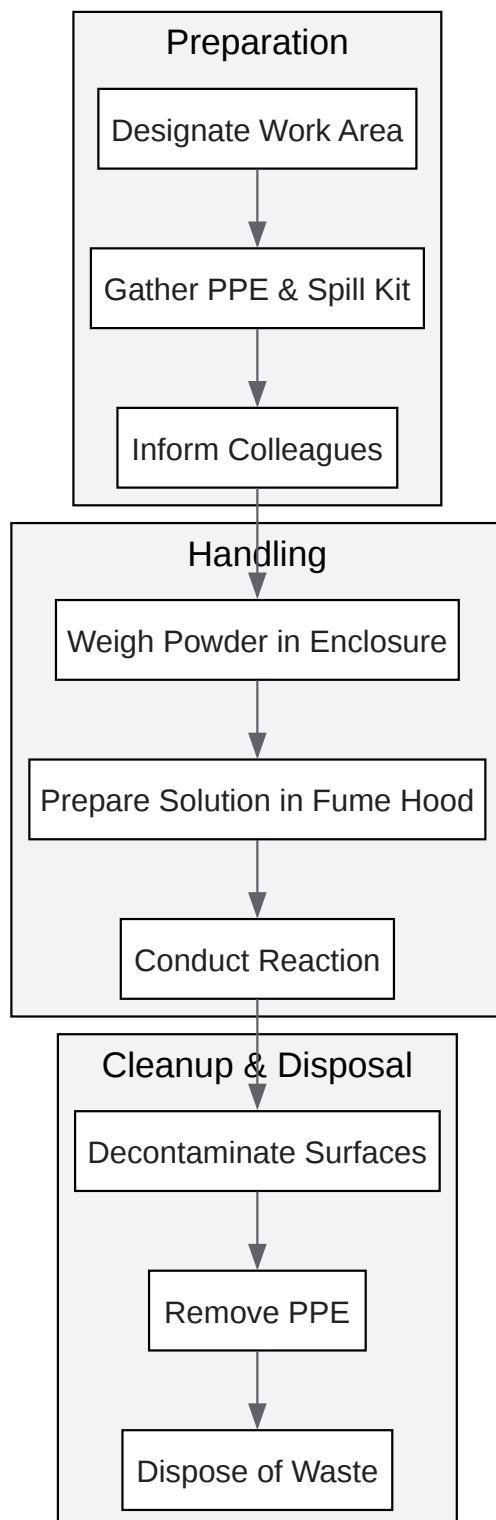 Preparation
Designate Work Area
Gather PPE & Spill Kit
Inform Colleagues
Handling
Weigh Powder in Enclosure
Prepare Solution in Fume Hood
Conduct Reaction
Cleanup & Disposal
Decontaminate Surfaces
Remove PPE
Dispose of Waste